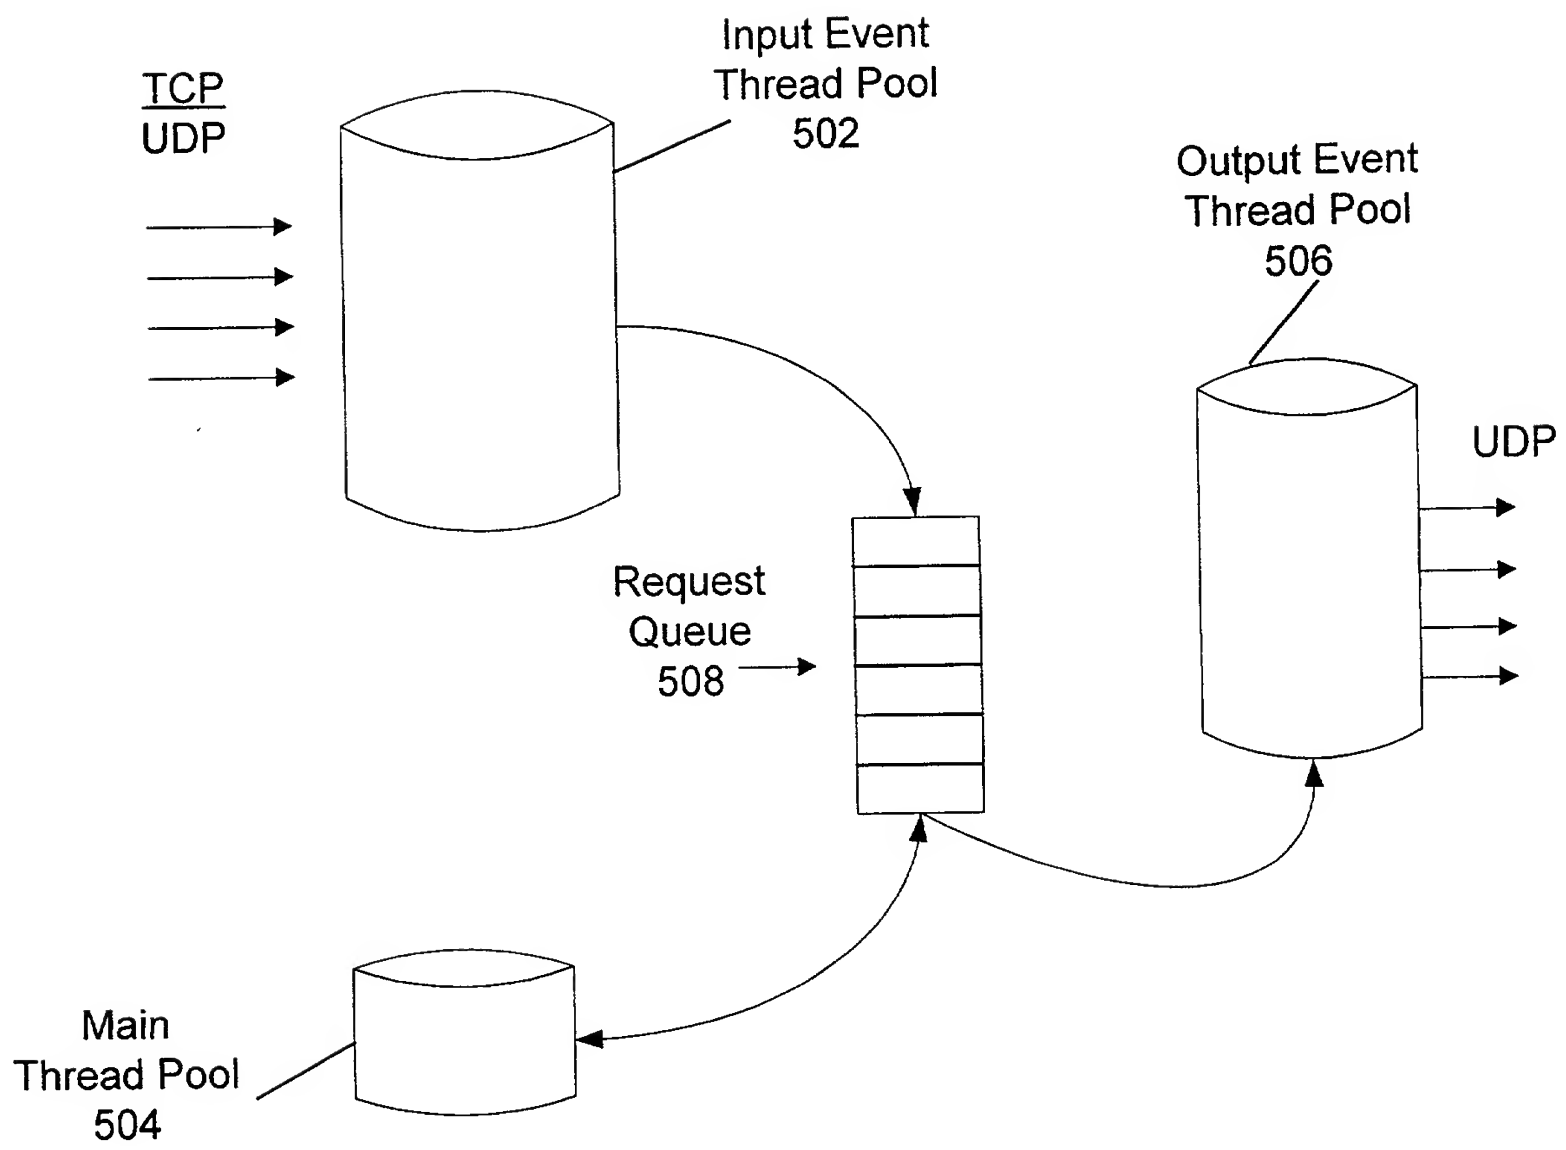 Input Event
Thread Pool
502
TCP
UDP
Output Event
Thread Pool
506
UDP
Request
Queue
508
Main
Thread Pool
504